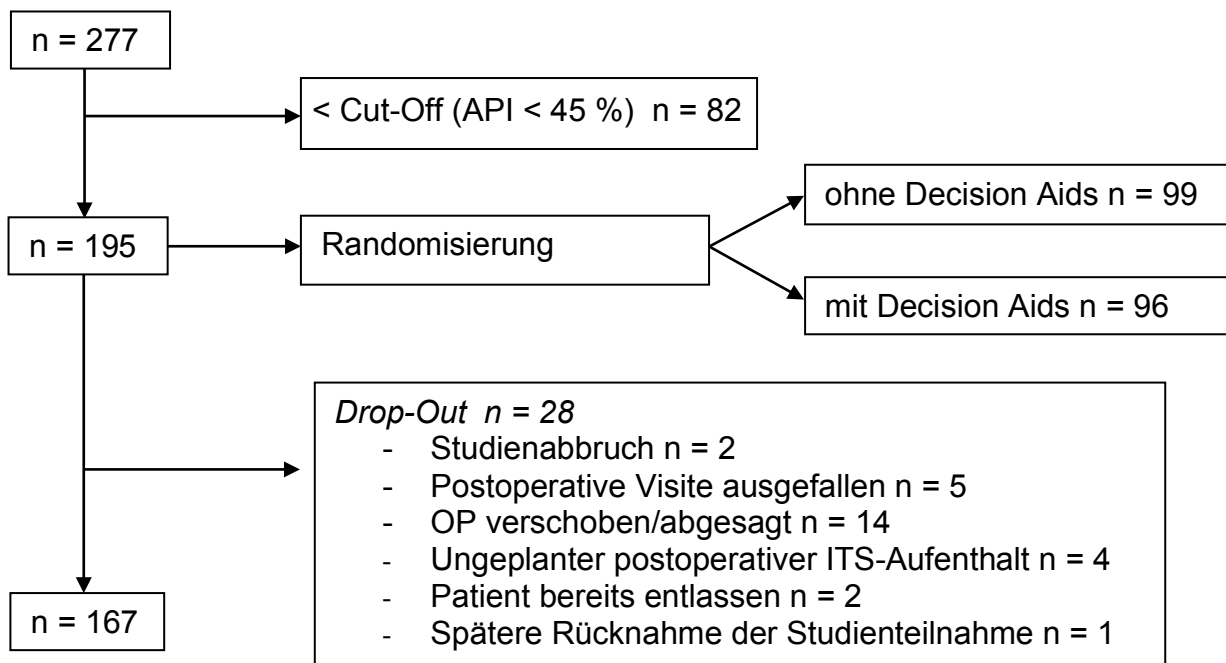 n = 277
< Cut-Off (API < 45 %)  n = 82
ohne Decision Aids n = 99
n = 195
Randomisierung
mit Decision Aids n = 96
Drop-Out  n = 28
- Studienabbruch n = 2
- Postoperative Visite ausgefallen n = 5
- OP verschoben/abgesagt n = 14
- Ungeplanter postoperativer ITS-Aufenthalt n = 4
- Patient bereits entlassen n = 2
- Spätere Rücknahme der Studienteilnahme n = 1
n = 167